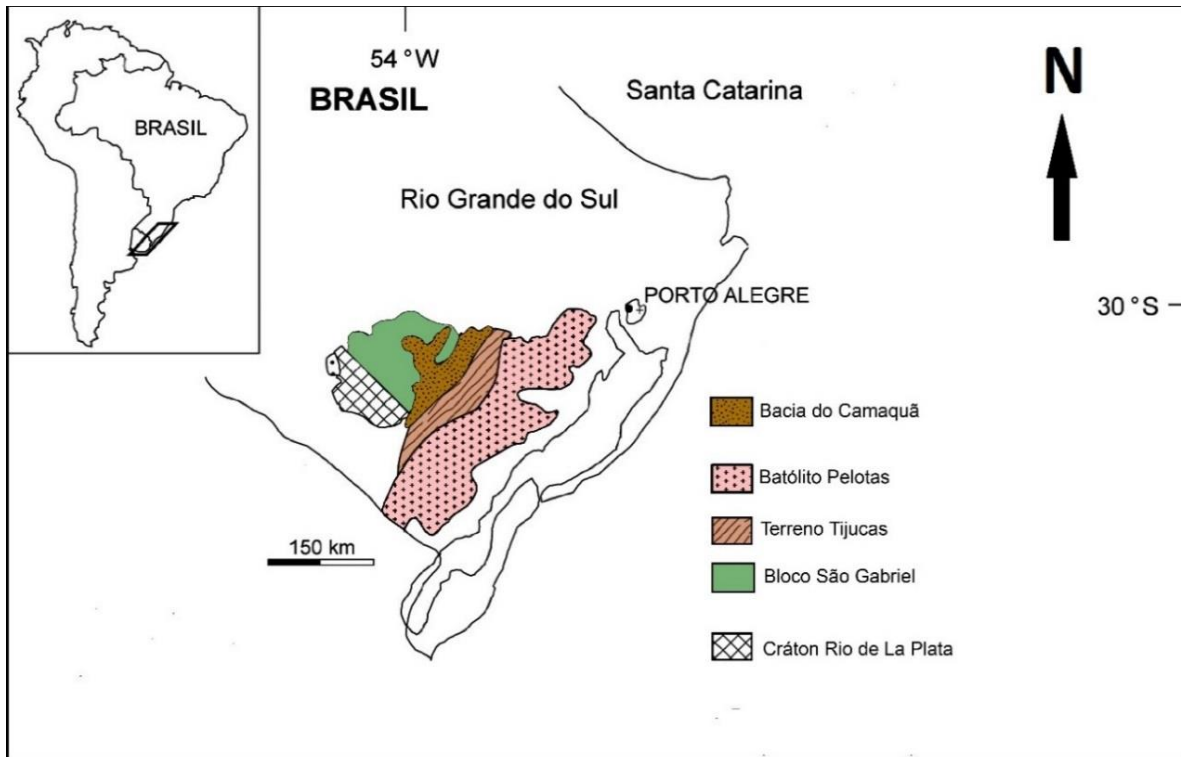 BRASIL
54 °W
BRASIL
Santa Catarina
N
Rio Grande do Sul
PORTO ALEGRE
30 °S
Bacia do Camaquã
Batólito Pelotas
Terreno Tijucas
150 km
Bloco São Gabriel
Cráton Rio de La Plata